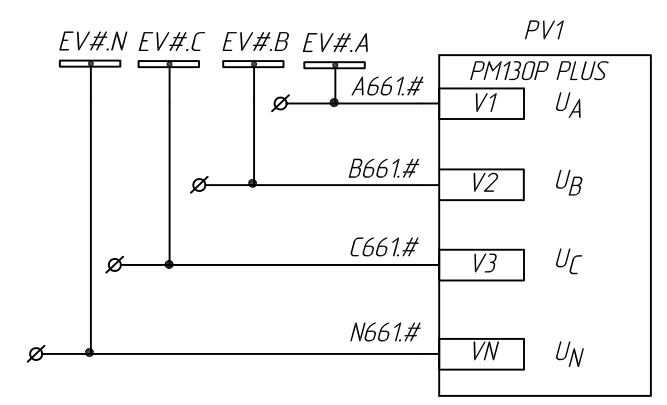 PV1
EV#.N EV#.C EV#.B EV#.A
PM130P PLUS
A661.# V1 UA
B661.# V2 UB
C661.# V3 UC
N661.# VN UN